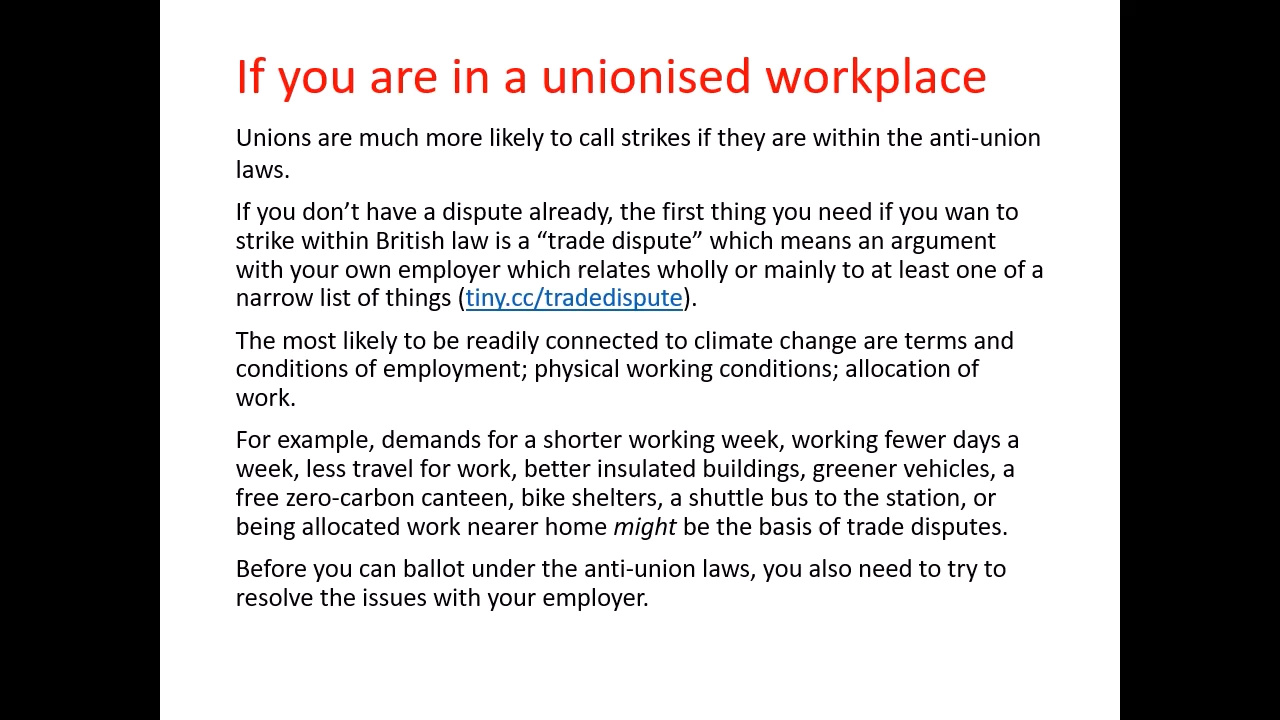 If you are in a unionised workplace
Unions are much more likely to call strikes if they are within the anti-union
laws.
If you don’t have a dispute already, the first thing you need if you wan to
strike within British law is a “trade dispute” which means an argument
with your own employer which relates wholly or mainly to at least one of a
narrow list of things (tiny.cc/tradedispute).
The most likely to be readily connected to climate change are terms and
conditions of employment; physical working conditions; allocation of
work.
For example, demands for a shorter working week, working fewer days a
week, less travel for work, better insulated buildings, greener vehicles, a
free zero-carbon canteen, bike shelters, a shuttle bus to the station, or
being allocated work nearer home might be the basis of trade disputes.
Before you can ballot under the anti-union laws, you also need to try to
resolve the issues with your employer.